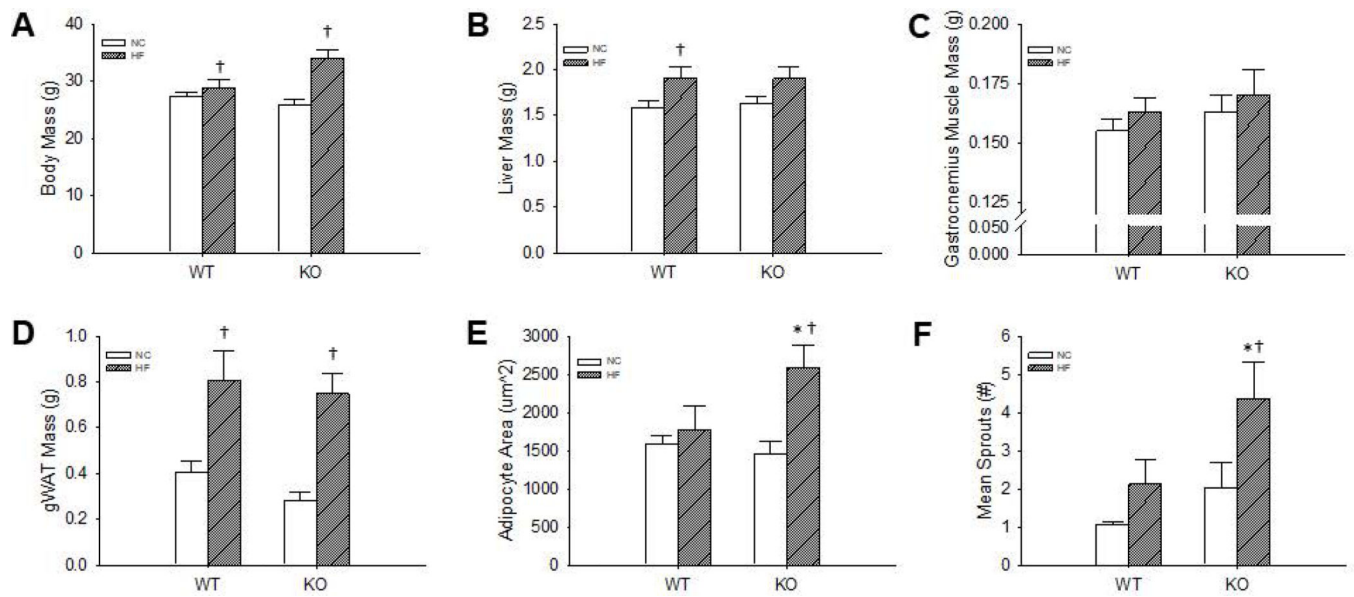 A
Body Mass (g)
40
30
20
10
0
NC
HF
†
†
WT
KO
B
Liver Mass (g)
2.5
2.0
1.5
1.0
0.5
0.0
NC
HF
†
WT
KO
C
Gastrocnemius Muscle Mass (g)
0.200
0.175
0.150
0.125
0.050
0.000
NC
HF
WT
KO
D
gWAT Mass (g)
1.0
0.8
0.6
0.4
0.2
0.0
NC
HF
†
†
WT
KO
E
Adipocyte Area (um^2)
3000
2500
2000
1500
1000
500
0
NC
HF
* †
WT
KO
F
Mean Sprouts (#)
6
5
4
3
2
1
0
NC
HF
*†
WT
KO